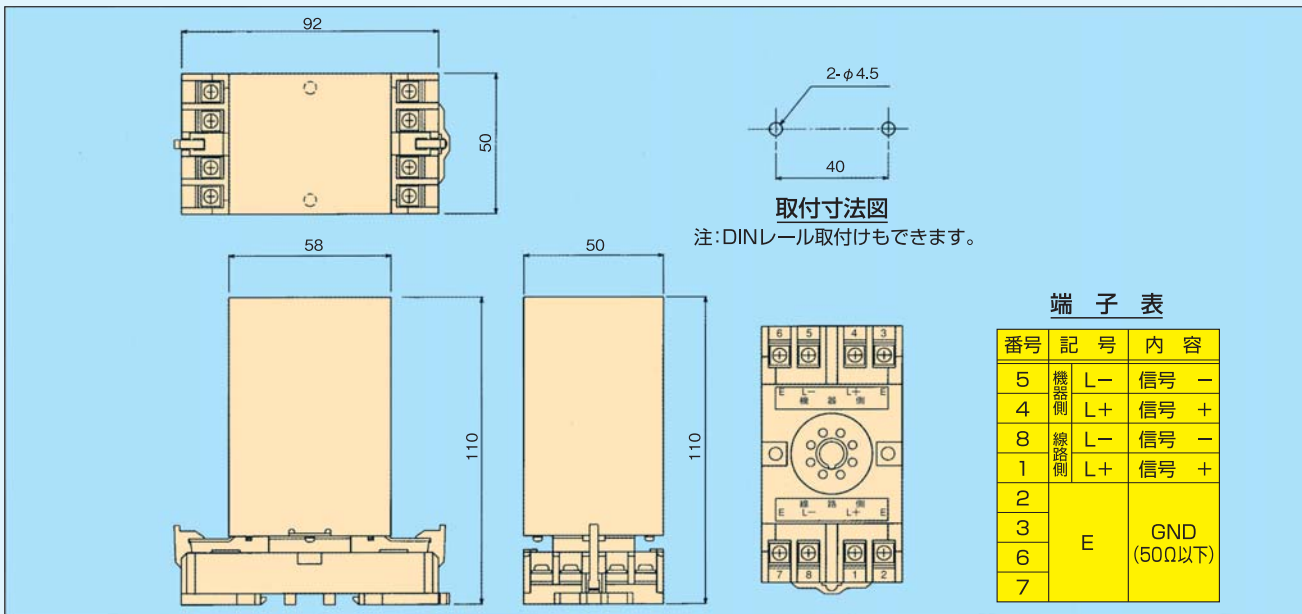 92
50
2-φ4.5
40
取付寸法図
注：DINレール取付けもできます。
58
110
50
110
6 5 4 3
E L− L+ E
機 器 側
線 路 側
E L− L+ E
7 8 1 2
端 子 表
番号 記 号 内 容
5 機器側 L− 信号 −
4 L+ 信号 +
8 線路側 L− 信号 −
1 L+ 信号 +
2
3
6
7
E
GND
(50Ω以下)